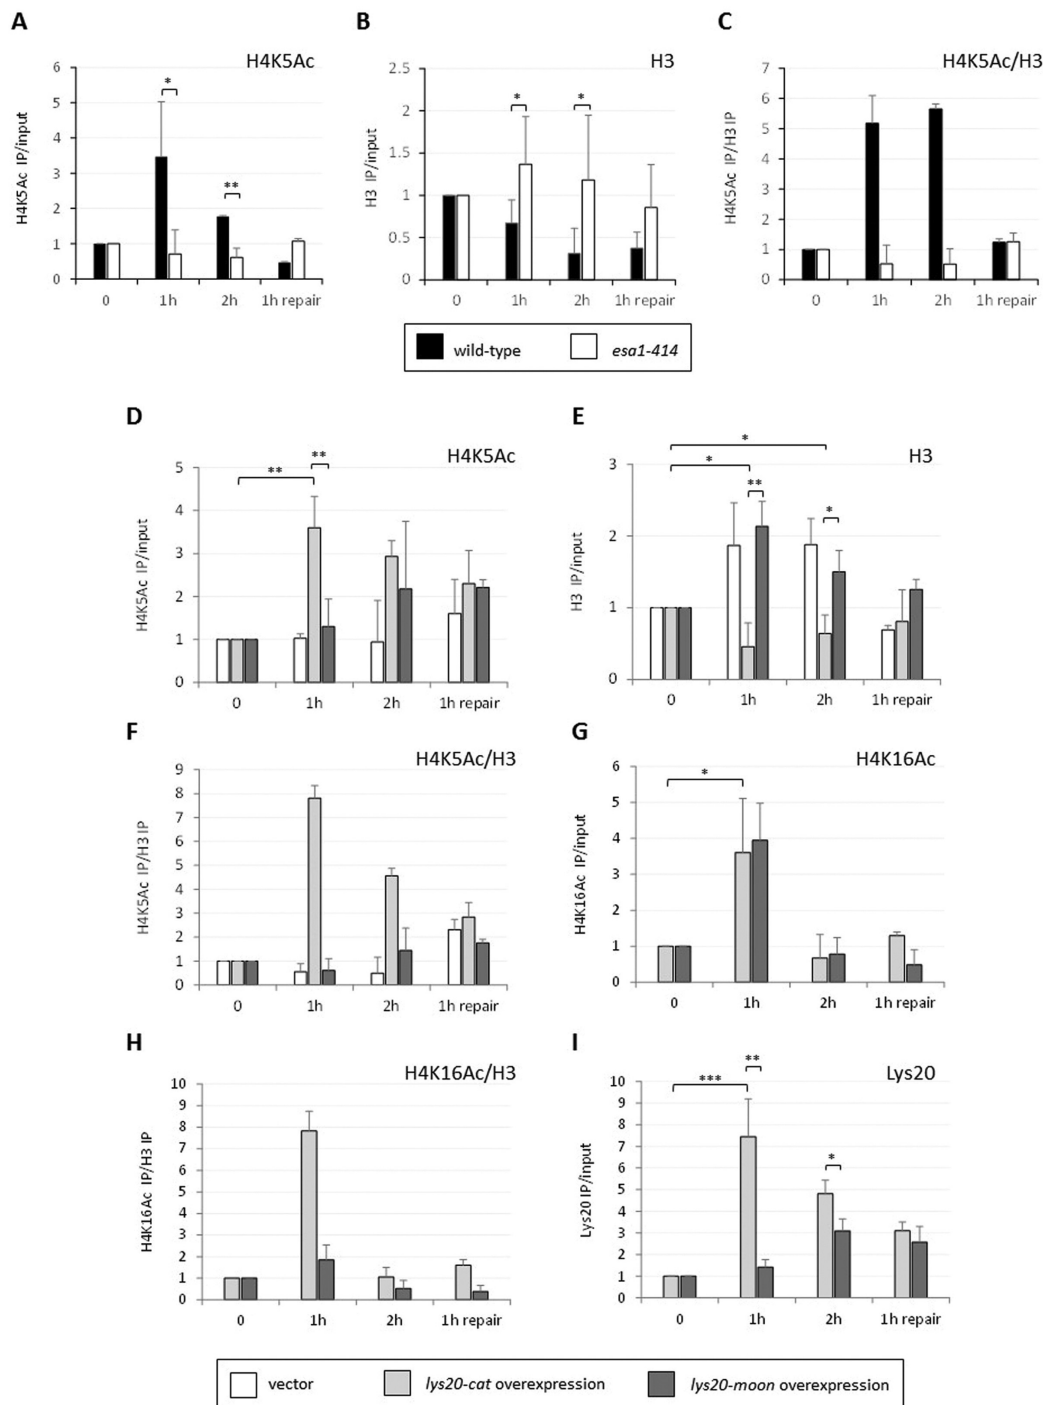 A
H4K5Ac
*
**
H4K5Ac IP/input
6
5
4
3
2
1
0
0 1h 2h 1h repair
B
H3
* *
H3 IP/input
2.5
2
1.5
1
0.5
0
0 1h 2h 1h repair
C
H4K5Ac/H3
H4K5Ac IP/H3 IP
7
6
5
4
3
2
1
0
0 1h 2h 1h repair
wild-type esa1-414
D
H4K5Ac
** **
H4K5Ac IP/input
5
4
3
2
1
0
0 1h 2h 1h repair
E
H3
*
*
**
*
H3 IP/input
3
2
1
0
0 1h 2h 1h repair
F
H4K5Ac/H3
H4K5Ac IP/H3 IP
9
8
7
6
5
4
3
2
1
0
0 1h 2h 1h repair
G
H4K16Ac
*
H4K16Ac IP/input
6
5
4
3
2
1
0
0 1h 2h 1h repair
H
H4K16Ac/H3
H4K16Ac IP/H3 IP
10
9
8
7
6
5
4
3
2
1
0
0 1h 2h 1h repair
I
Lys20
**
***
*
Lys20 IP/input
10
9
8
7
6
5
4
3
2
1
0
0 1h 2h 1h repair
vector lys20-cat overexpression lys20-moon overexpression